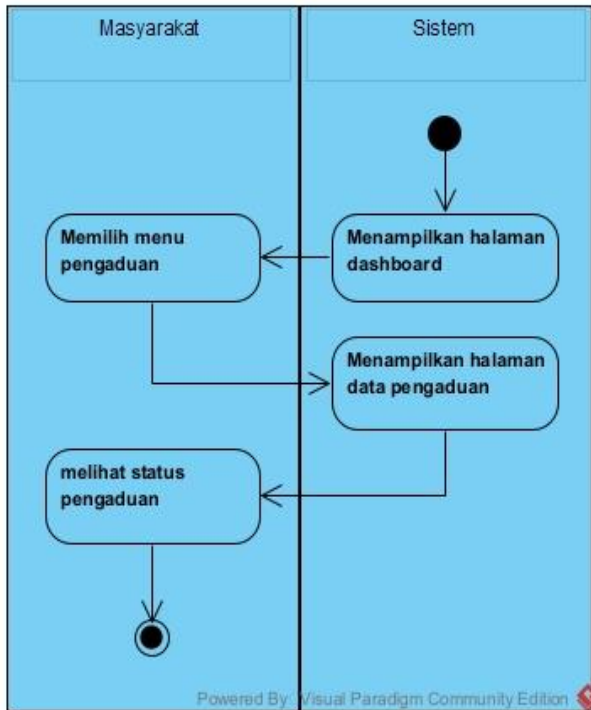 Masyarakat
Sistem
Menampilkan halaman
dashboard
Memilih menu
pengaduan
Menampilkan halaman
data pengaduan
melihat status
pengaduan
Powered By: Visual Paradigm Community Edition